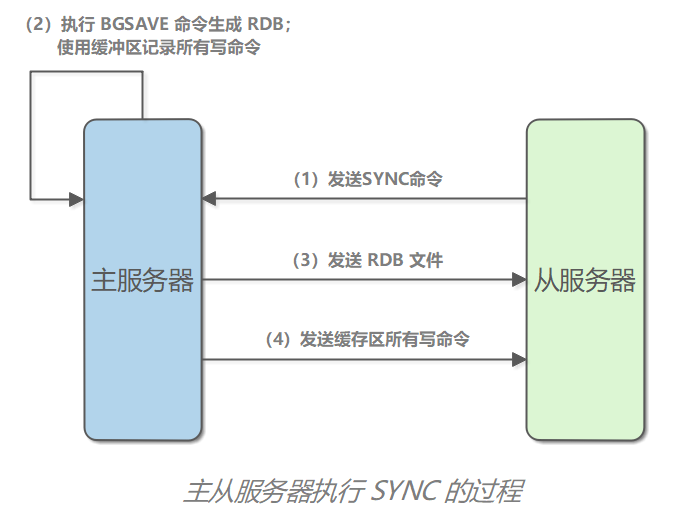 （2）执行 BGSAVE 命令生成 RDB；
使用缓冲区记录所有写命令
（1）发送SYNC命令
（3）发送 RDB 文件
主服务器
从服务器
（4）发送缓存区所有写命令
主从服务器执行 SYNC 的过程